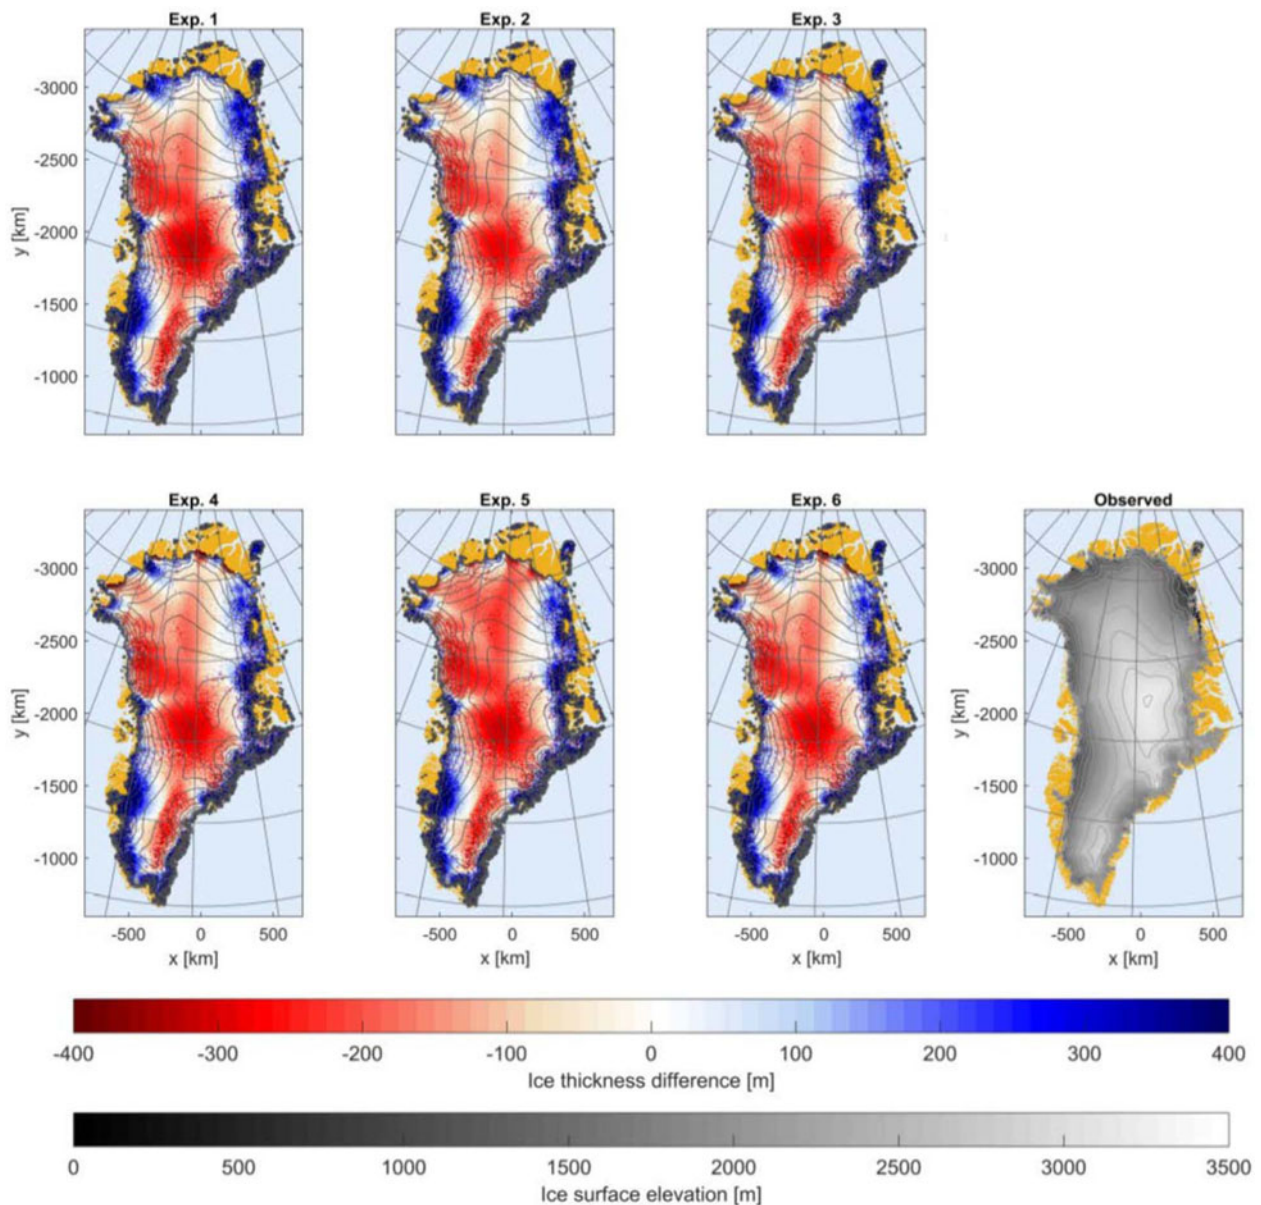 Exp. 1
Exp. 2
Exp. 3
-3000
-2500
-2000
-1500
-1000
y [km]
Exp. 4
Exp. 5
Exp. 6
Observed
-3000
-2500
-2000
-1500
-1000
y [km]
-3000
-2500
-2000
-1500
-1000
y [km]
-500 0 500
-500 0 500
-500 0 500
-500 0 500
x [km]
x [km]
x [km]
x [km]
-400 -300 -200 -100 0 100 200 300 400
Ice thickness difference [m]
0 500 1000 1500 2000 2500 3000 3500
Ice surface elevation [m]